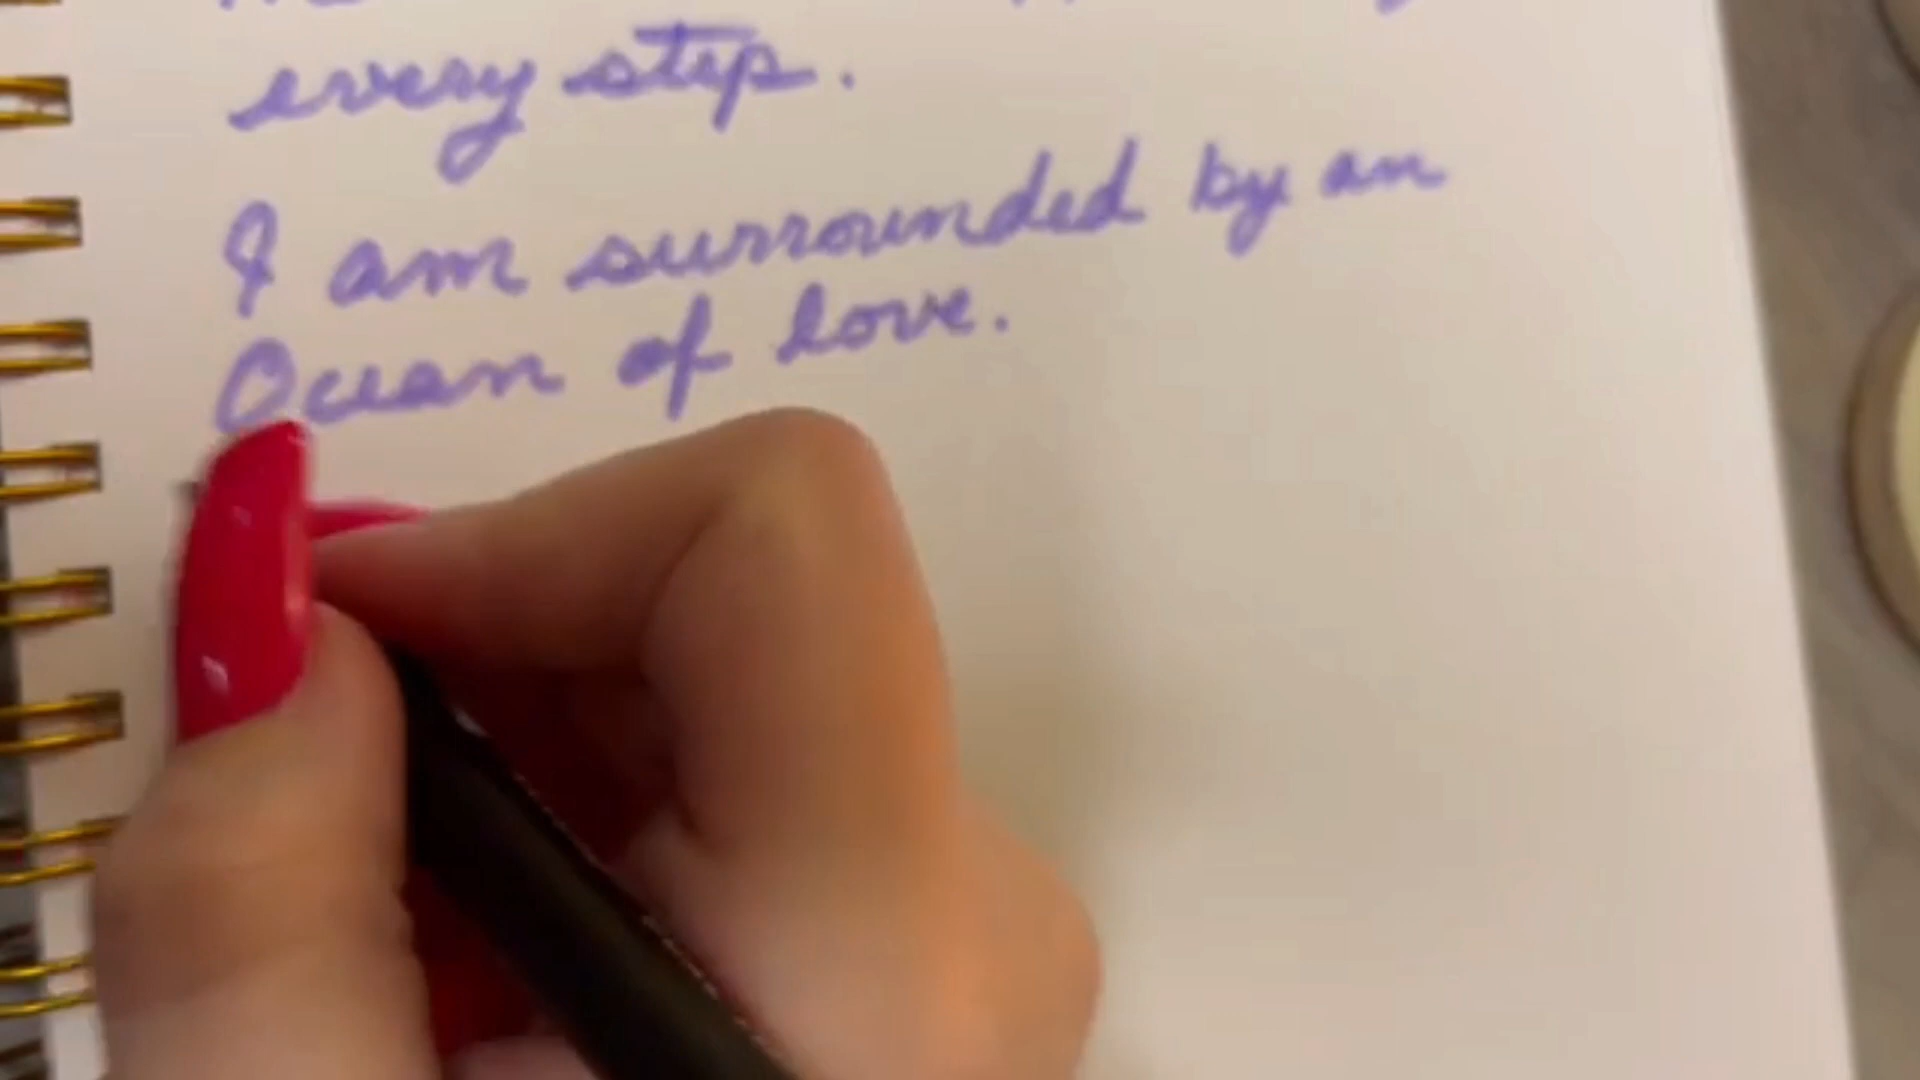 every step.
I am surrounded by an
Ocean of love.